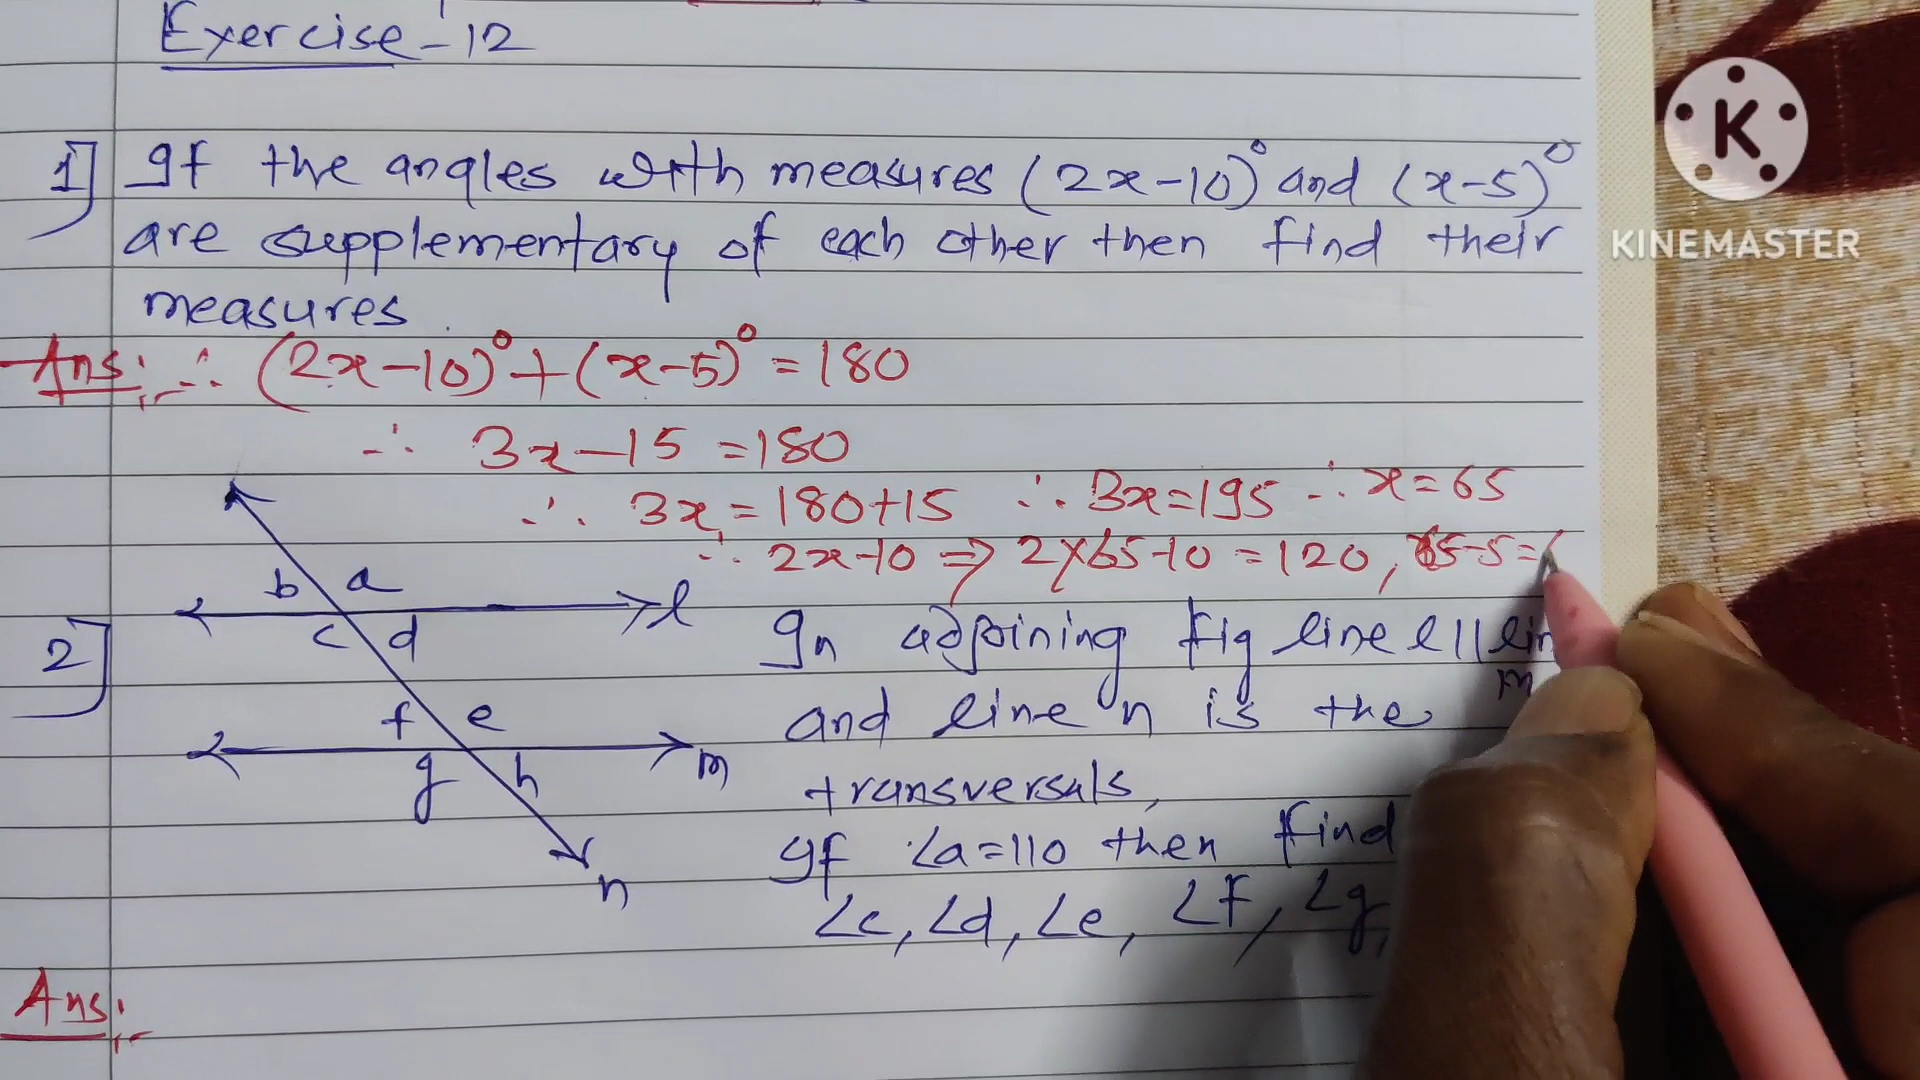 Exercise-12
1] If the angles with measures (2x-10)° and (x-5)°
are supplementary of each other then find their
measures.
Ans:- ∴ (2x-10)°+(x-5)°=180
∴ 3x-15=180
∴ 3x=180+15 ∴ 3x=195 ∴ x=65
∴ 2x-10 ⇒ 2×65-10=120, 65-5=
b a
l
c d
2]
f e
m
g h
n
In adjoining fig line l||
m
and line n is the
transversals,
If ∠a=110 then find
∠c, ∠d, ∠e, ∠f, ∠g,
Ans:-
K
KINEMASTER